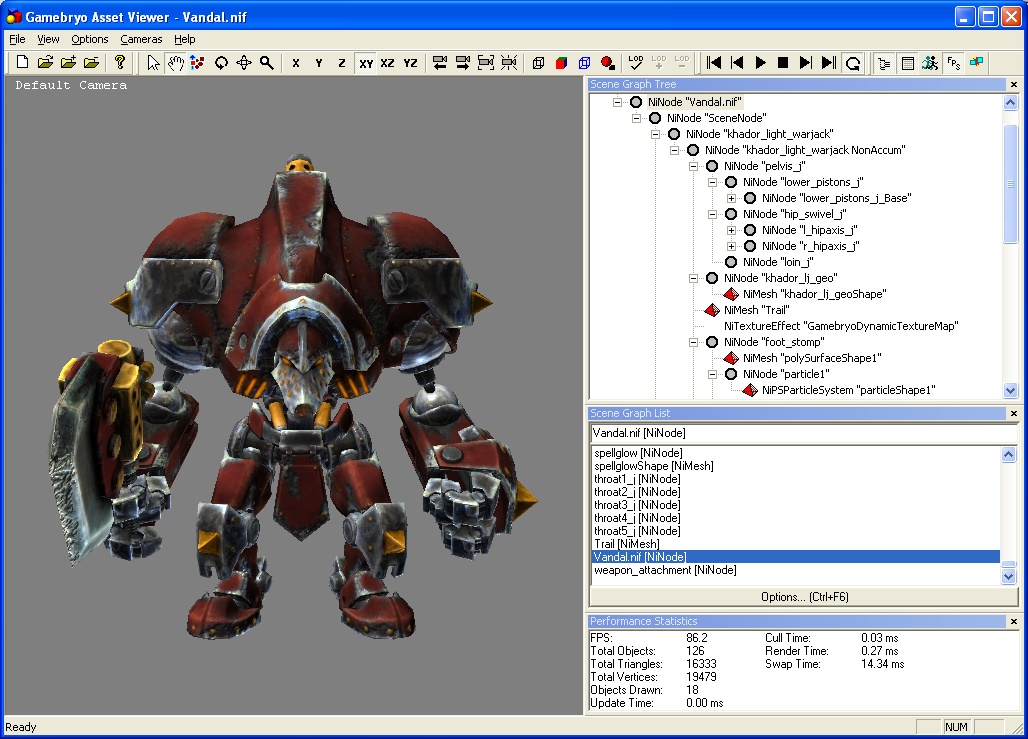 Gamebryo Asset Viewer - Vandal.nif
File View Options Cameras Help
X Y Z XY XZ YZ LOD LOD LOD FPS
Default Camera
Scene Graph Tree
NiNode "Vandal.nif"
NiNode "SceneNode"
NiNode "khador_light_warjack"
NiNode "khador_light_warjack NonAccum"
NiNode "pelvis_j"
NiNode "lower_pistons_j"
NiNode "lower_pistons_j_Base"
NiNode "hip_swivel_j"
NiNode "l_hipaxis_j"
NiNode "r_hipaxis_j"
NiNode "loin_j"
NiNode "khador_lj_geo"
NiMesh "khador_lj_geoShape"
NiMesh "Trail"
NiTextureEffect "GamebryoDynamicTextureMap"
NiNode "foot_stomp"
NiMesh "polySurfaceShape1"
NiNode "particle1"
NiPSParticleSystem "particleShape1"
Scene Graph List
Vandal.nif [NiNode]
spellglow [NiNode]
spellglowShape [NiMesh]
throat1_j [NiNode]
throat2_j [NiNode]
throat3_j [NiNode]
throat4_j [NiNode]
throat5_j [NiNode]
Trail [NiMesh]
Vandal.nif [NiNode]
weapon_attachment [NiNode]
Options... (Ctrl+F6)
Performance Statistics
FPS: 86.2 Cull Time: 0.03 ms
Total Objects: 126 Render Time: 0.27 ms
Total Triangles: 16333 Swap Time: 14.34 ms
Total Vertices: 19479
Objects Drawn: 18
Update Time: 0.00 ms
Ready NUM